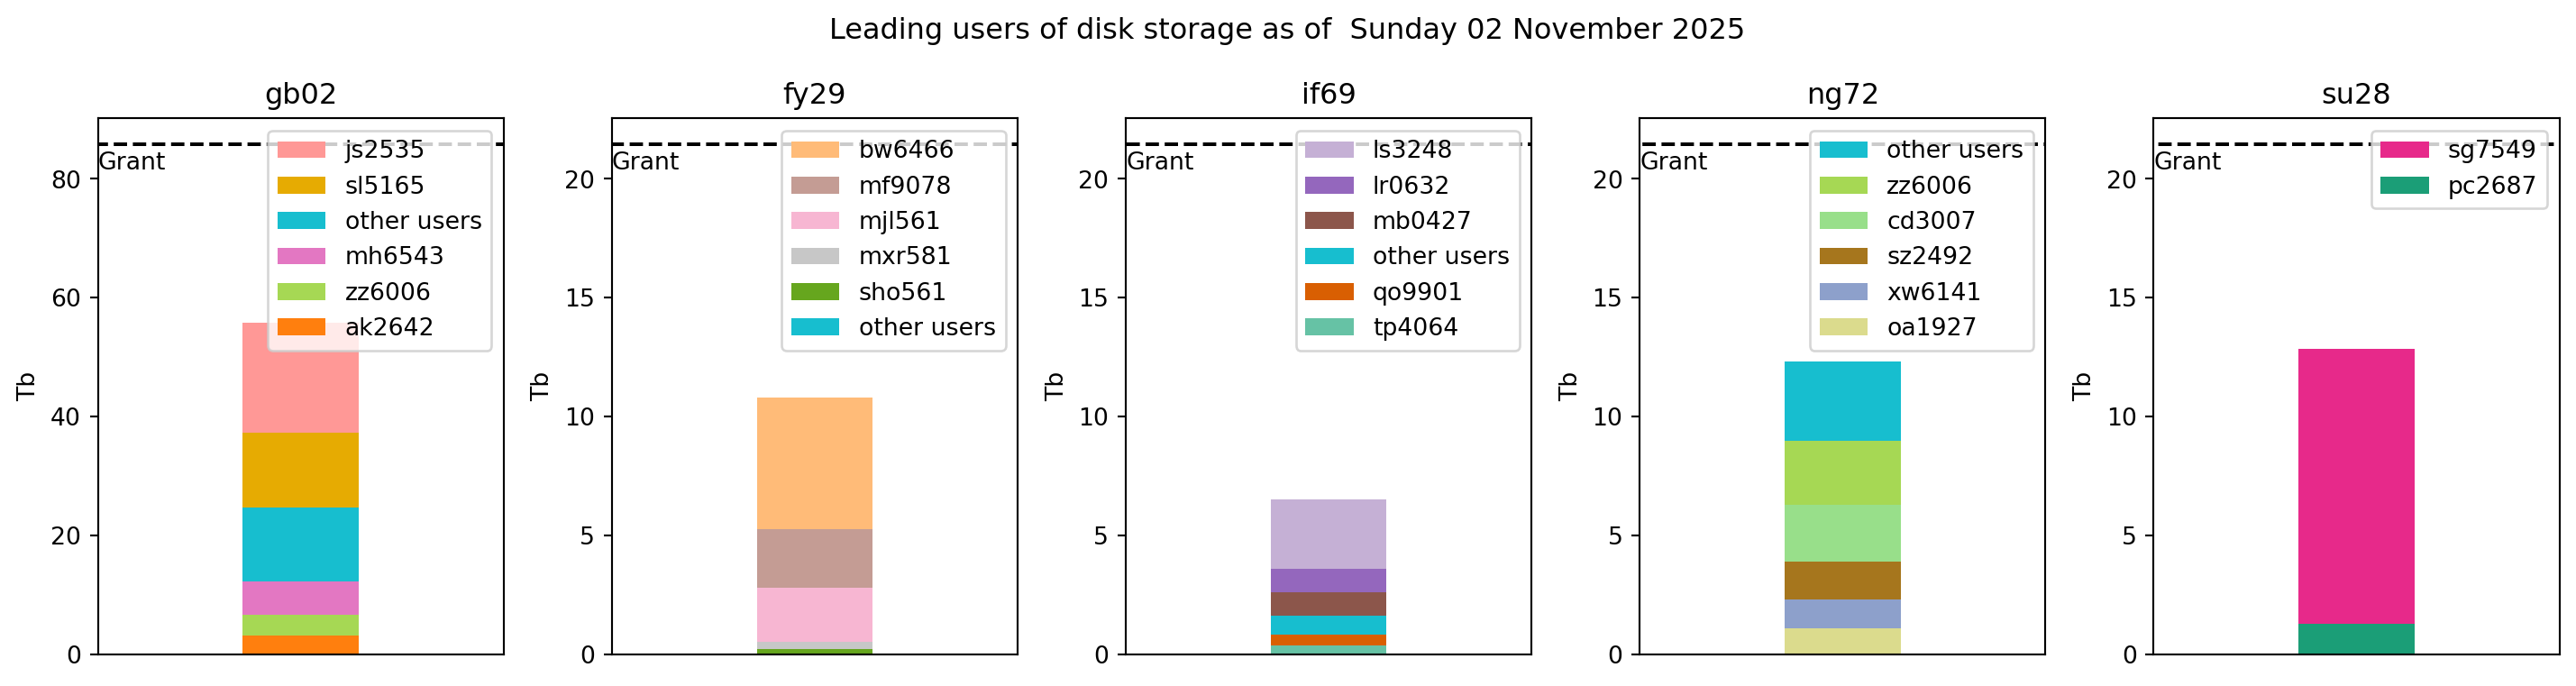 Leading users of disk storage as of  Sunday 02 November 2025
gb02
Grant
js2535
sl5165
other users
mh6543
zz6006
ak2642
80
60
40
20
0
Tb
fy29
Grant
bw6466
mf9078
mjl561
mxr581
sho561
other users
20
15
10
5
0
Tb
if69
Grant
ls3248
lr0632
mb0427
other users
qo9901
tp4064
20
15
10
5
0
Tb
ng72
Grant
other users
zz6006
cd3007
sz2492
xw6141
oa1927
20
15
10
5
0
Tb
su28
Grant
sg7549
pc2687
20
15
10
5
0
Tb